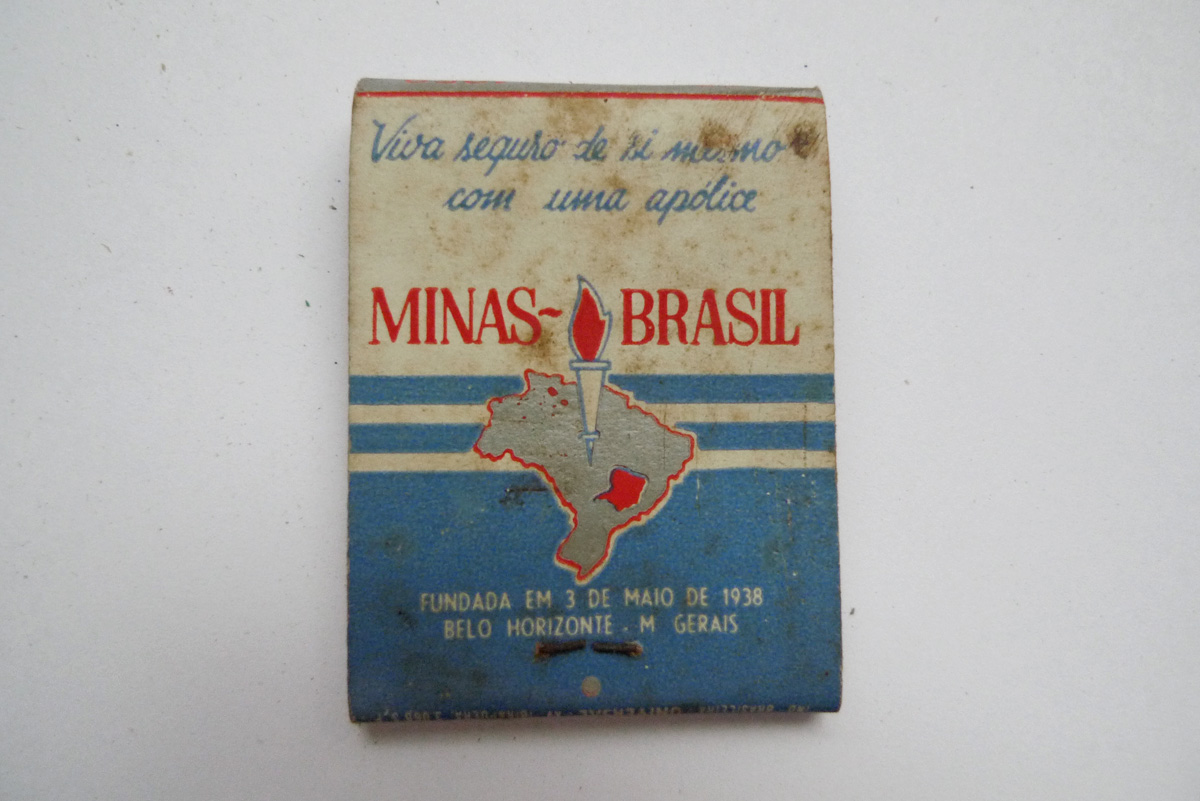 Viva seguro de si mesmo
com uma apólice
MINAS-BRASIL
FUNDADA EM 3 DE MAIO DE 1938
BELO HORIZONTE - M GERAIS